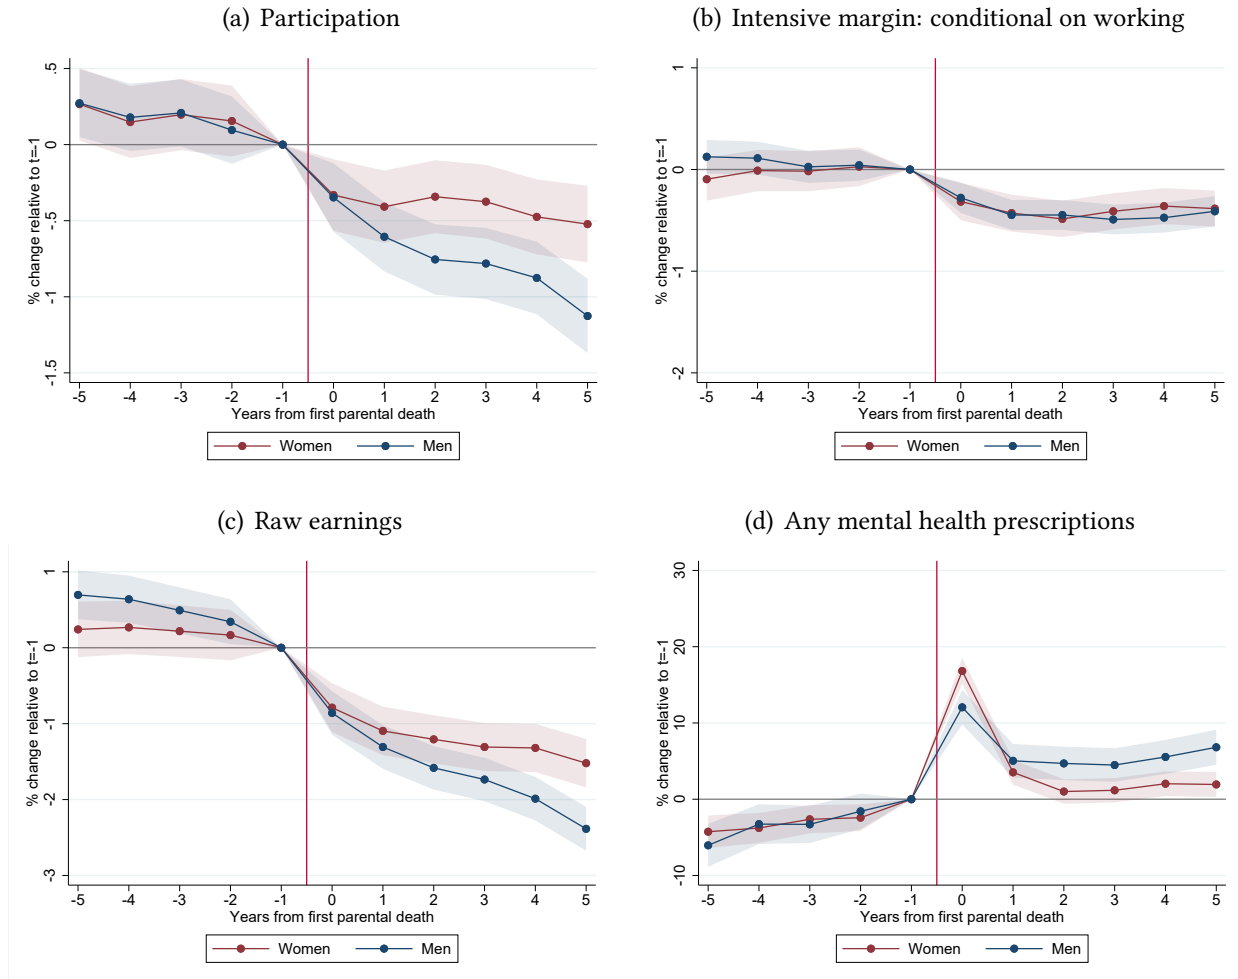 (a) Participation
.5
0
-.5
-1
-1.5
% change relative to t=-1
-5 -4 -3 -2 -1 0 1 2 3 4 5
Years from first parental death
Women Men
(b) Intensive margin: conditional on working
1
0
-1
-2
% change relative to t=-1
-5 -4 -3 -2 -1 0 1 2 3 4 5
Years from first parental death
Women Men
(c) Raw earnings
1
0
-1
-2
-3
% change relative to t=-1
-5 -4 -3 -2 -1 0 1 2 3 4 5
Years from first parental death
Women Men
(d) Any mental health prescriptions
30
20
10
0
-10
% change relative to t=-1
-5 -4 -3 -2 -1 0 1 2 3 4 5
Years from first parental death
Women Men